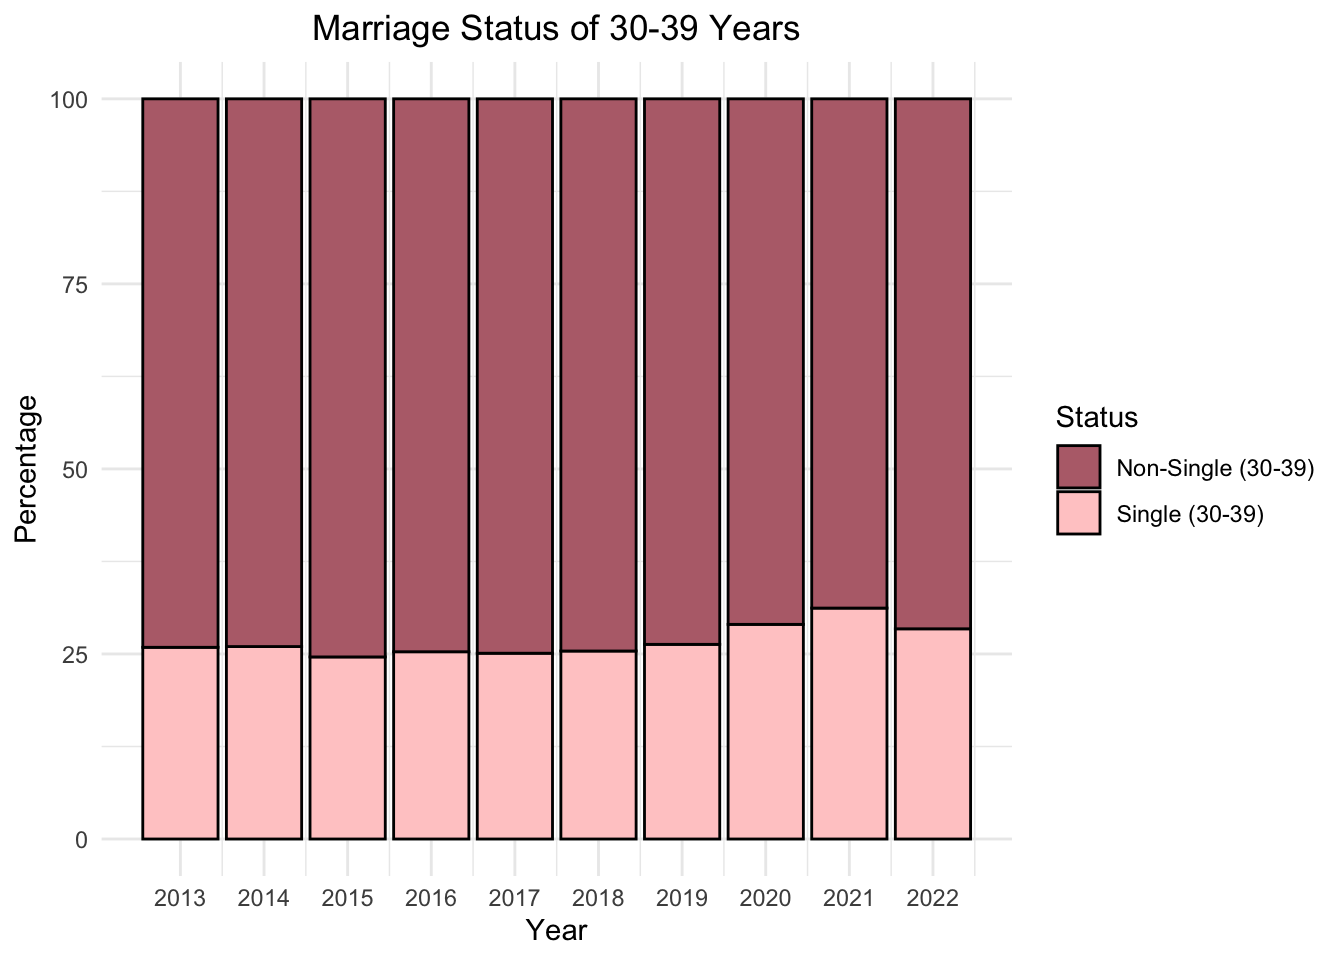 Marriage Status of 30-39 Years
Percentage
100
75
50
25
0
2013 2014 2015 2016 2017 2018 2019 2020 2021 2022
Year
Status
Non-Single (30-39)
Single (30-39)